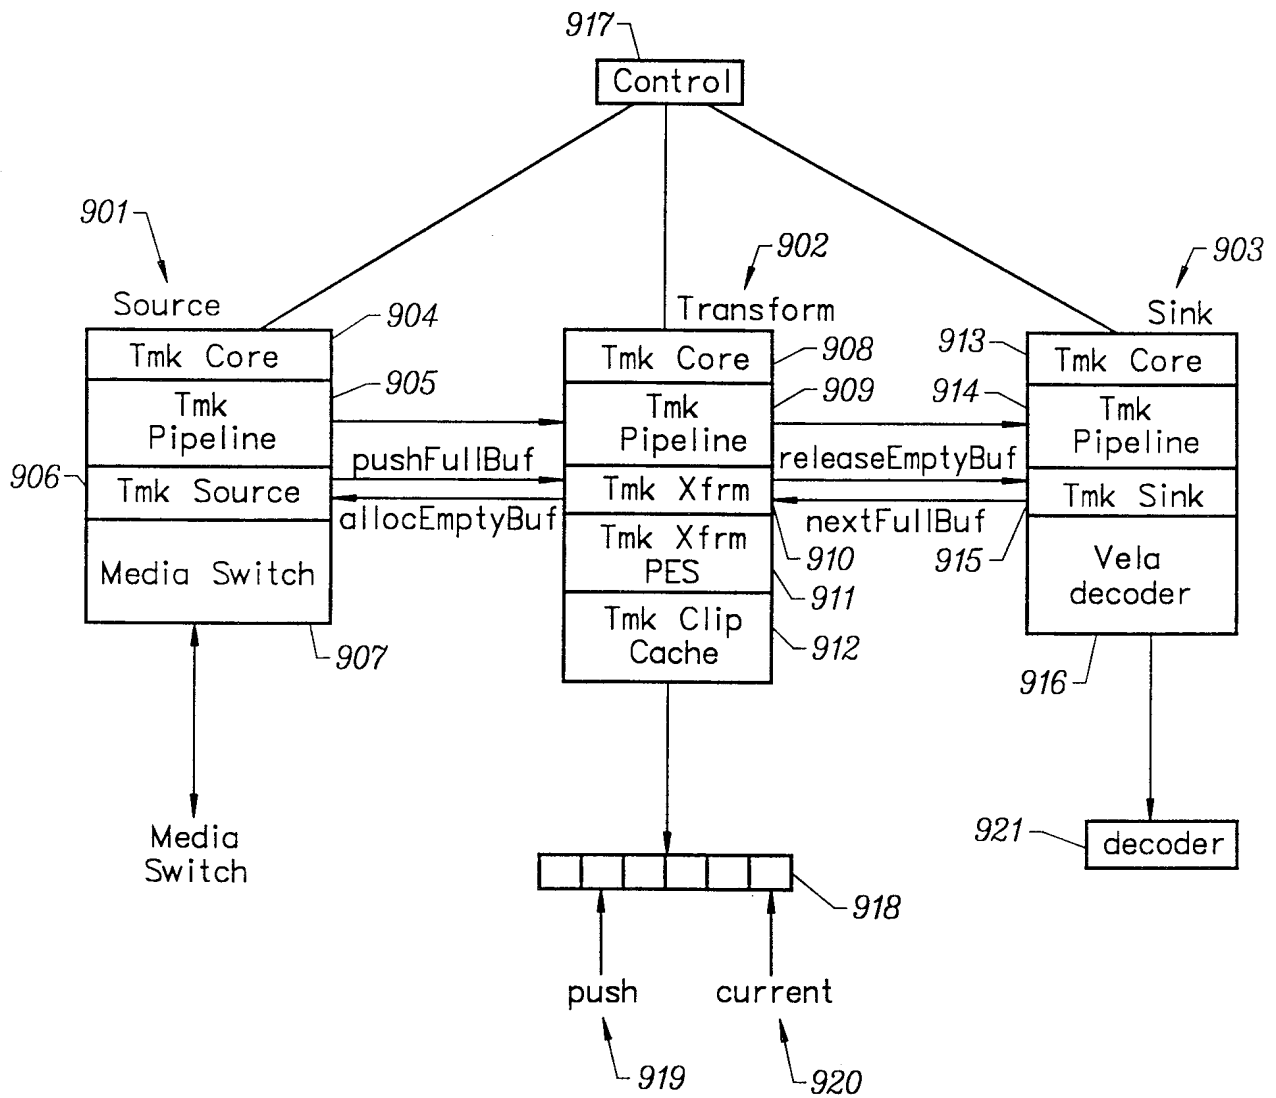 917
Control
901
902
903
Source
Transform
Sink
904
Tmk Core
905
Tmk
Pipeline
pushFullBuf
906
Tmk Source
allocEmptyBuf
Media Switch
907
Media
Switch
908
Tmk Core
909
Tmk
Pipeline
releaseEmptyBuf
Tmk Xfrm
nextFullBuf
910
Tmk Xfrm
PES
911
Tmk Clip
Cache
912
913
Tmk Core
914
Tmk
Pipeline
Tmk Sink
915
Vela
decoder
916
921
decoder
918
push
current
919
920